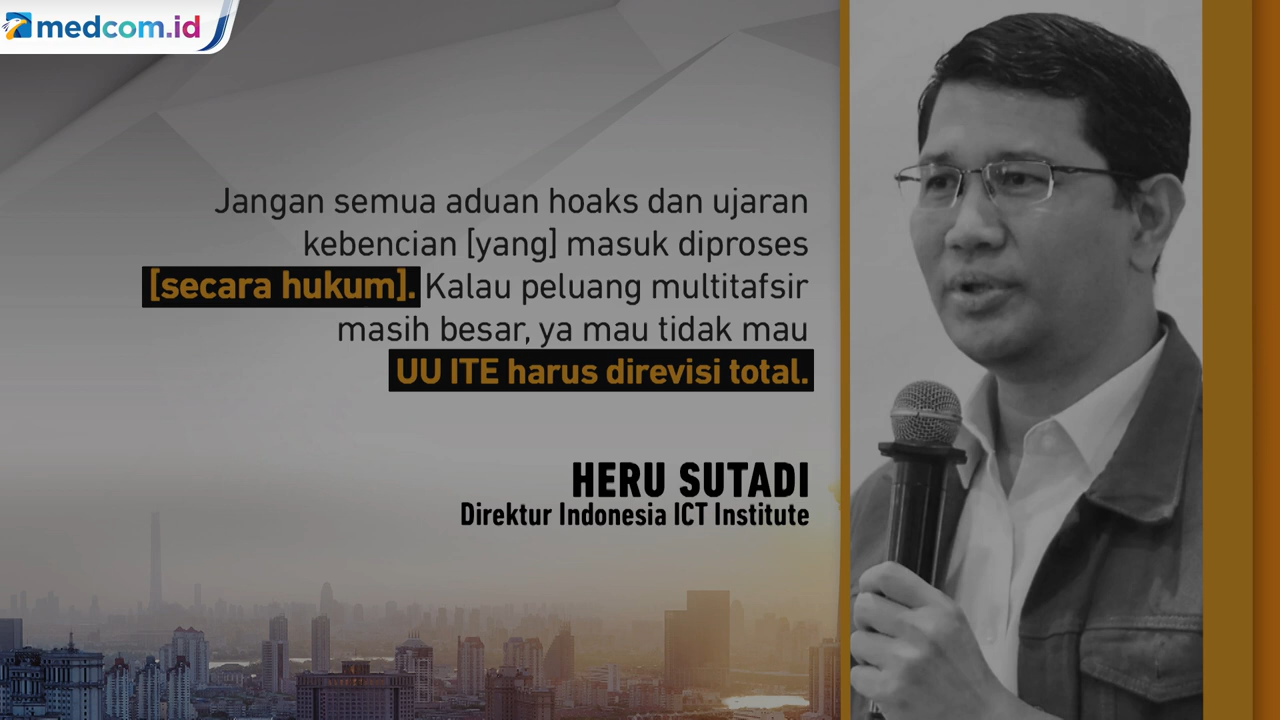 medcom.id
Jangan semua aduan hoaks dan ujaran
kebencian [yang] masuk diproses
[secara hukum]. Kalau peluang multitafsir
masih besar, ya mau tidak mau
UU ITE harus direvisi total.
HERU SUTADI
Direktur Indonesia ICT Institute